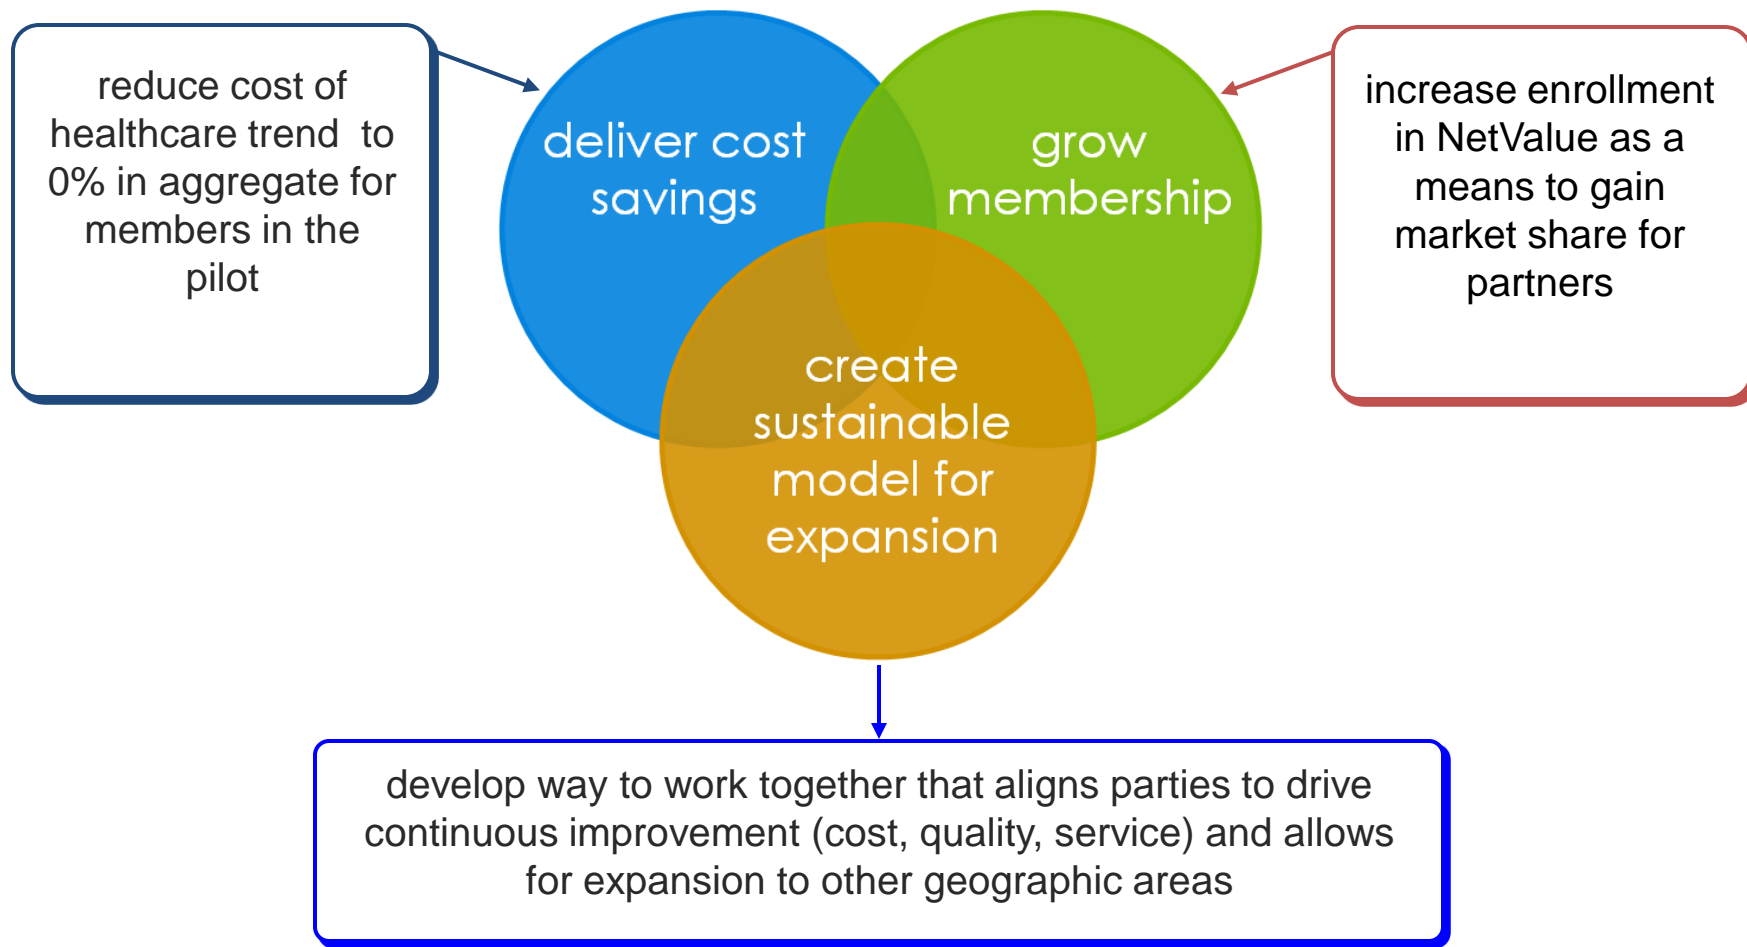 reduce cost of
healthcare trend  to
0% in aggregate for
members in the
pilot
deliver cost
savings
grow
membership
increase enrollment
in NetValue as a
means to gain
market share for
partners
create
sustainable
model for
expansion
develop way to work together that aligns parties to drive
continuous improvement (cost, quality, service) and allows
for expansion to other geographic areas